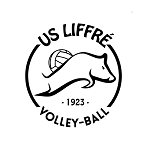 US LIFFRÉ
· 1923 ·
VOLLEY-BALL